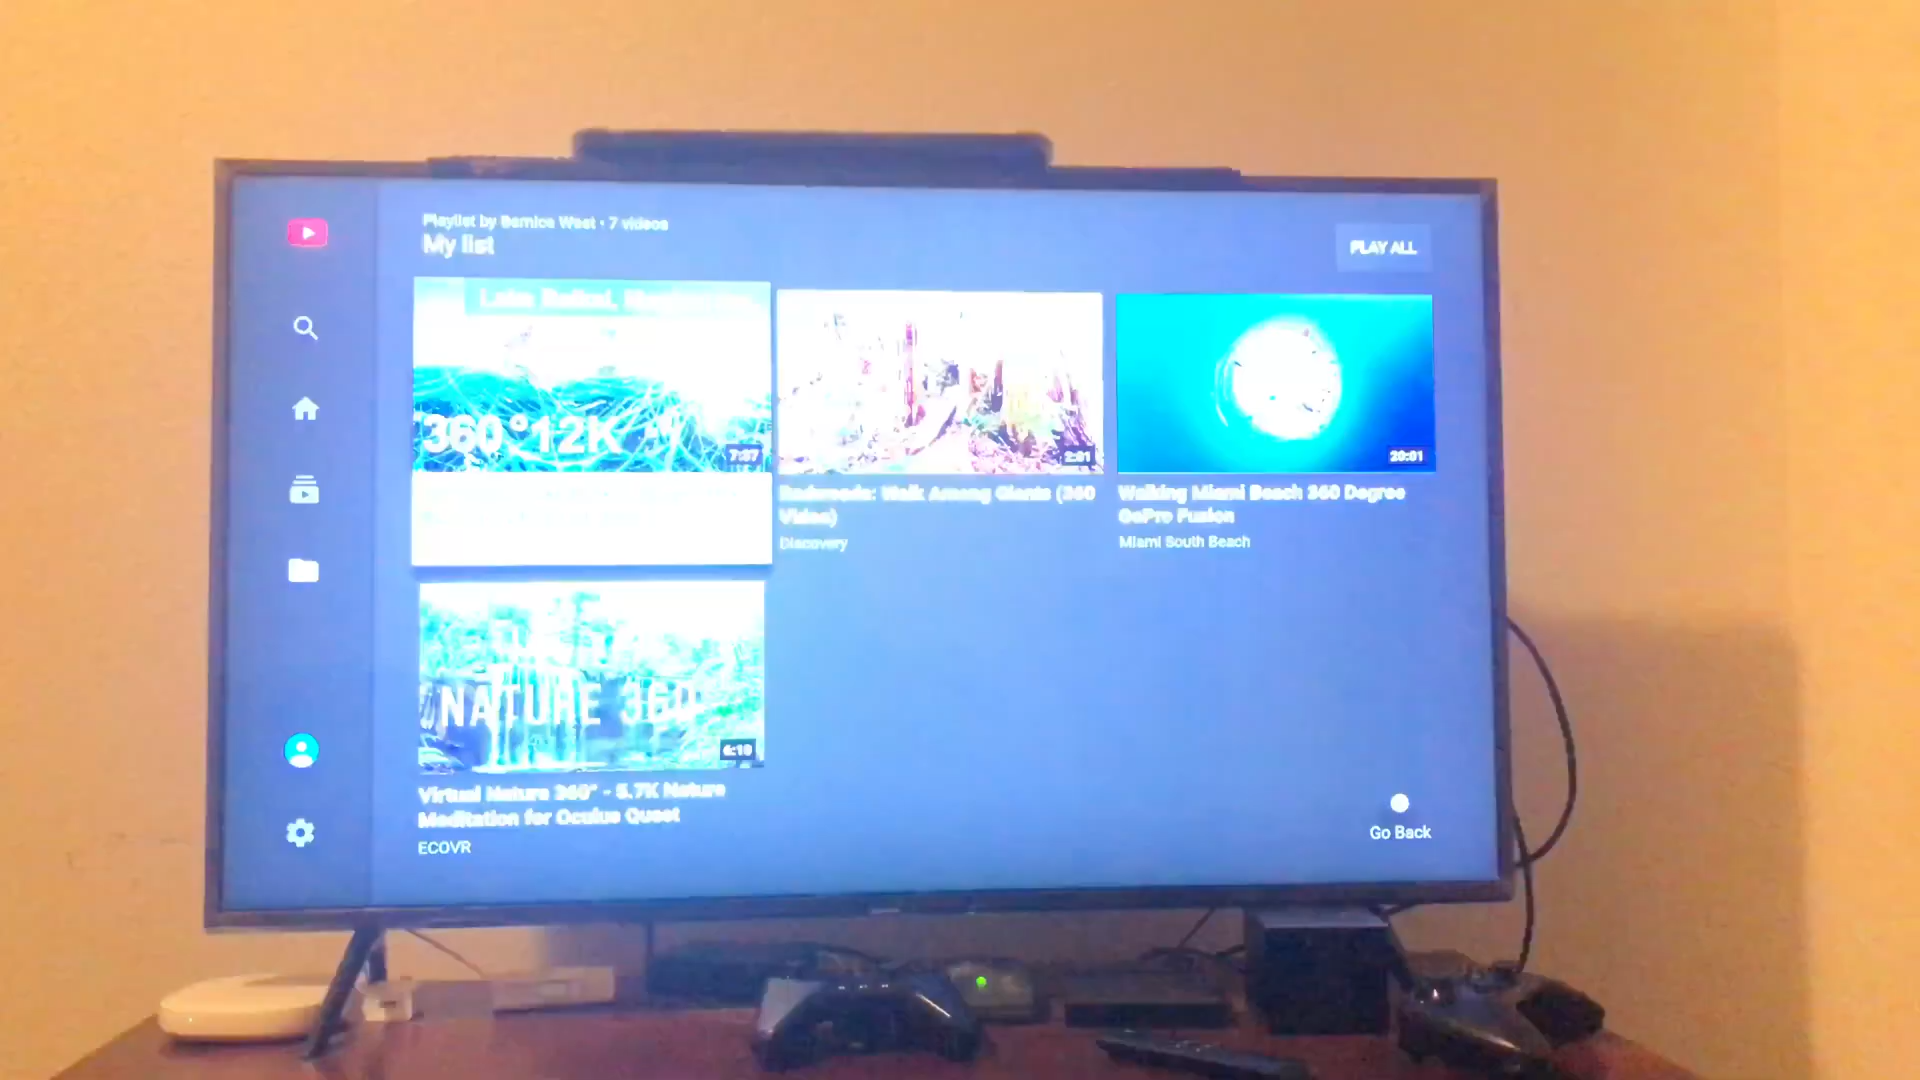 Playlist by Bernice West • 7 videos
My list
PLAY ALL
Lake Baikal,
360°12K
7:37
2:01
20:01
Redwoods: Walk Among Giants (360
Video)
Discovery
Walking Miami Beach 360 Degree
GoPro Fusion
Miami South Beach
NATURE 360
6:10
Virtual Nature 360° - 5.7K Nature
Meditation for Oculus Quest
ECOVR
Go Back